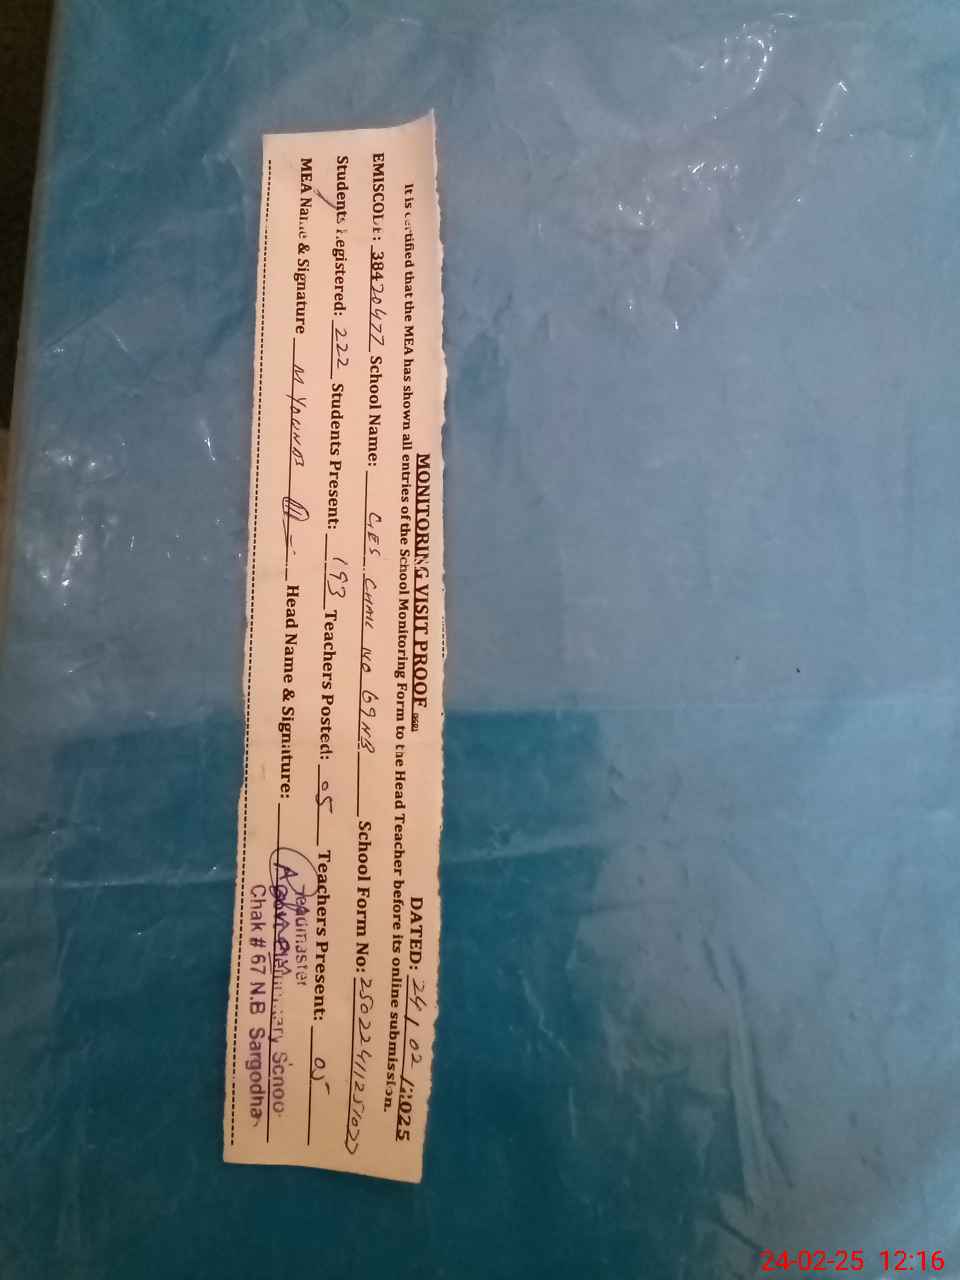 MONITORING VISIT PROOF DATED: 24/02/2025
It is certified that the MEA has shown all entries of the School Monitoring Form to the Head Teacher before its online submission.
EMISCODE: 38420477 School Name: GES CHAK NO 69 NB School Form No:
Students Registered: 222 Students Present: 193 Teachers Posted: 05 Teachers Present: 05
MEA Name & Signature M YOUNAS Head Name & Signature:
Headmaster
Chak # 67 N.B Sargodha
24-02-25 12:16